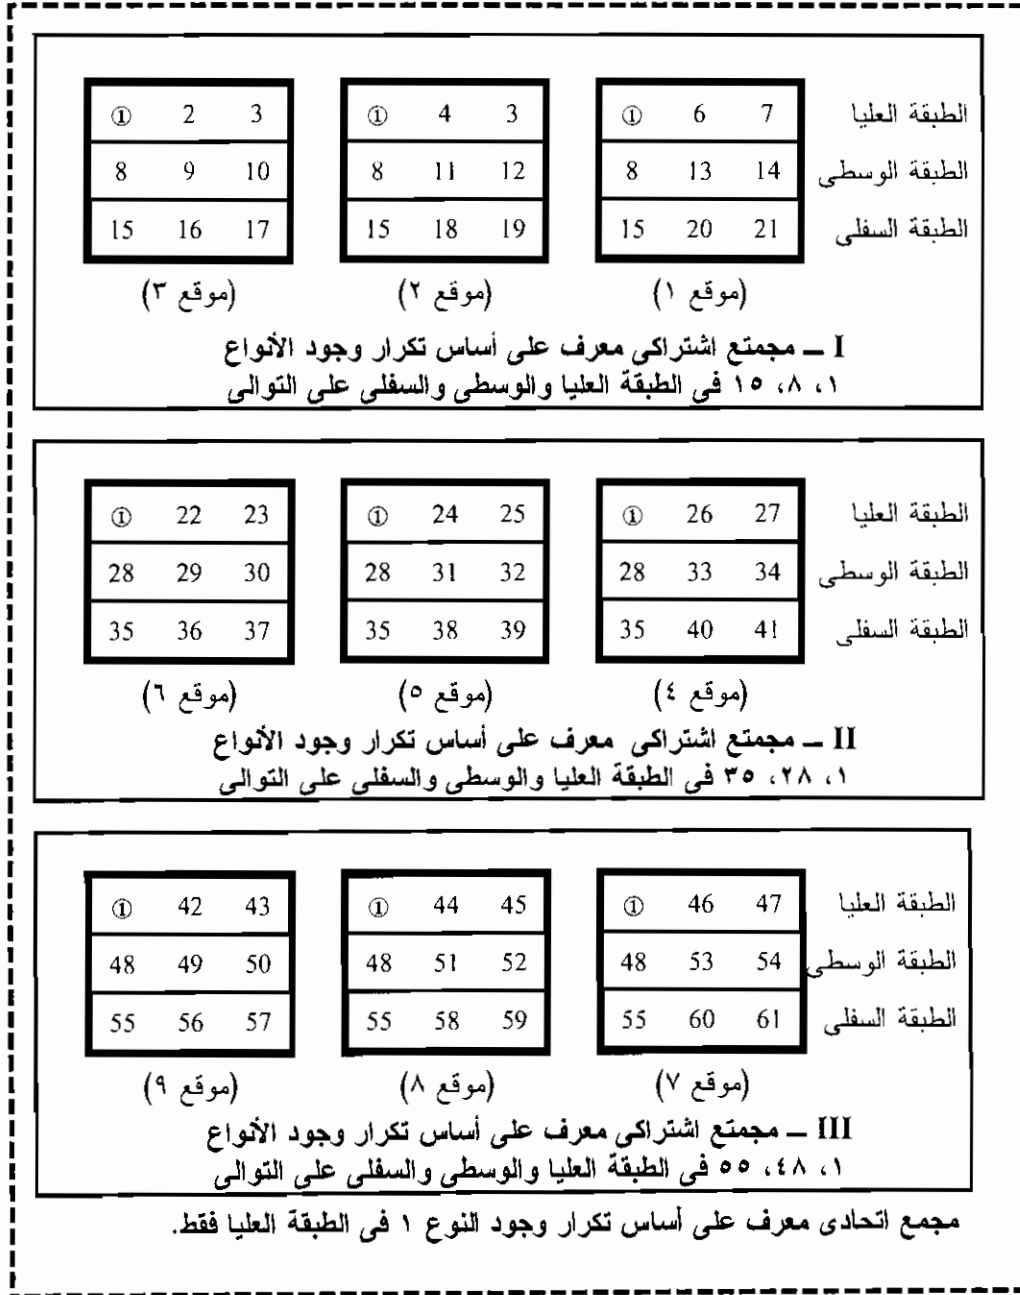 ① 2 3 ① 4 3 ① 6 7 الطبقة العليا
8 9 10 8 11 12 8 13 14 الطبقة الوسطى
15 16 17 15 18 19 15 20 21 الطبقة السفلى
(موقع ٣) (موقع ٢) (موقع ١)
I – مجمتع اشتراكى معرف على أساس تكرار وجود الأنواع
١، ٨، ١٥ فى الطبقة العليا والوسطى والسفلى على التوالى
① 22 23 ① 24 25 ① 26 27 الطبقة العليا
28 29 30 28 31 32 28 33 34 الطبقة الوسطى
35 36 37 35 38 39 35 40 41 الطبقة السفلى
(موقع ٦) (موقع ٥) (موقع ٤)
II – مجمتع اشتراكى معرف على أساس تكرار وجود الأنواع
١، ٢٨، ٣٥ فى الطبقة العليا والوسطى والسفلى على التوالى
① 42 43 ① 44 45 ① 46 47 الطبقة العليا
48 49 50 48 51 52 48 53 54 الطبقة الوسطى
55 56 57 55 58 59 55 60 61 الطبقة السفلى
(موقع ٩) (موقع ٨) (موقع ٧)
III – مجمتع اشتراكى معرف على أساس تكرار وجود الأنواع
١، ٤٨، ٥٥ فى الطبقة العليا والوسطى والسفلى على التوالى
مجمع اتحادى معرف على أساس تكرار وجود النوع ١ فى الطبقة العليا فقط.